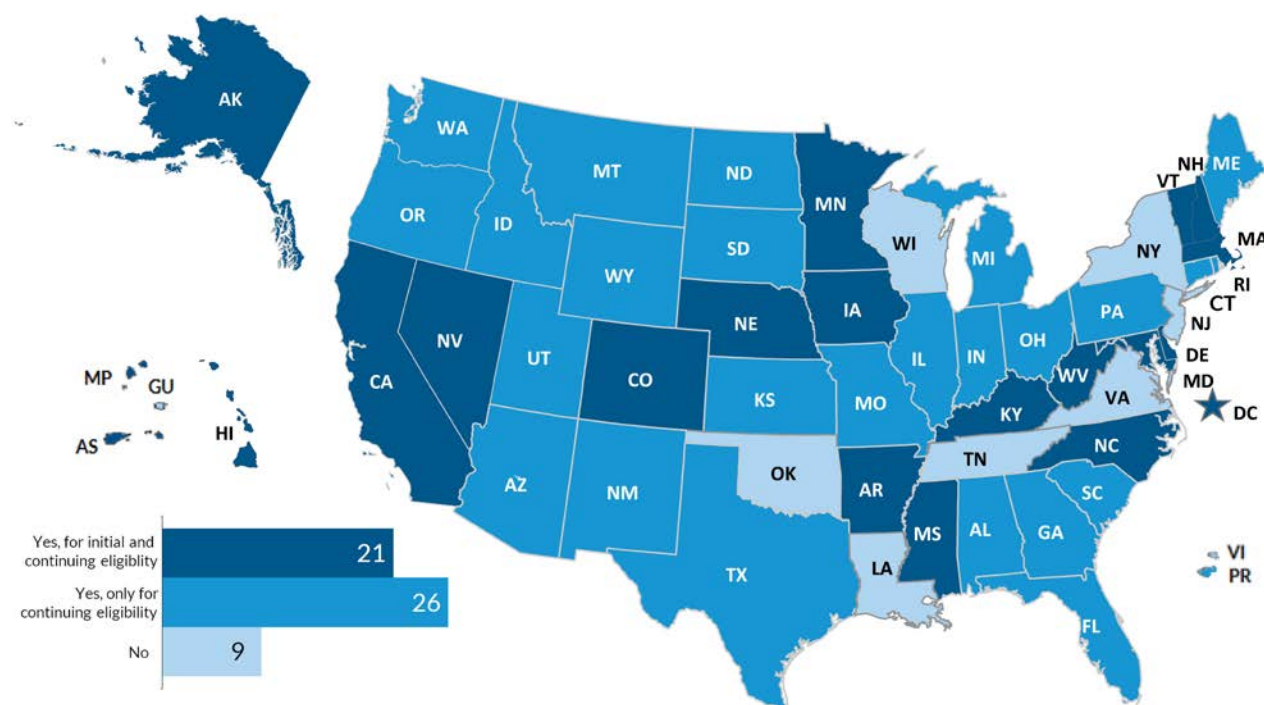 AK
WA
MT
ND
MN
OR
ID
WY
SD
WI
MI
NH
VT
ME
NY
MA
RI
CT
NJ
PA
NE
IA
IL
IN
OH
DE
MD
DC
WV
VA
NV
UT
CO
KS
MO
KY
CA
NC
TN
AZ
NM
OK
AR
SC
MS
AL
GA
TX
LA
FL
MP
GU
AS
HI
VI
PR
Yes, for initial and
continuing eligiblity
21
Yes, only for
continuing eligibility
26
No
9